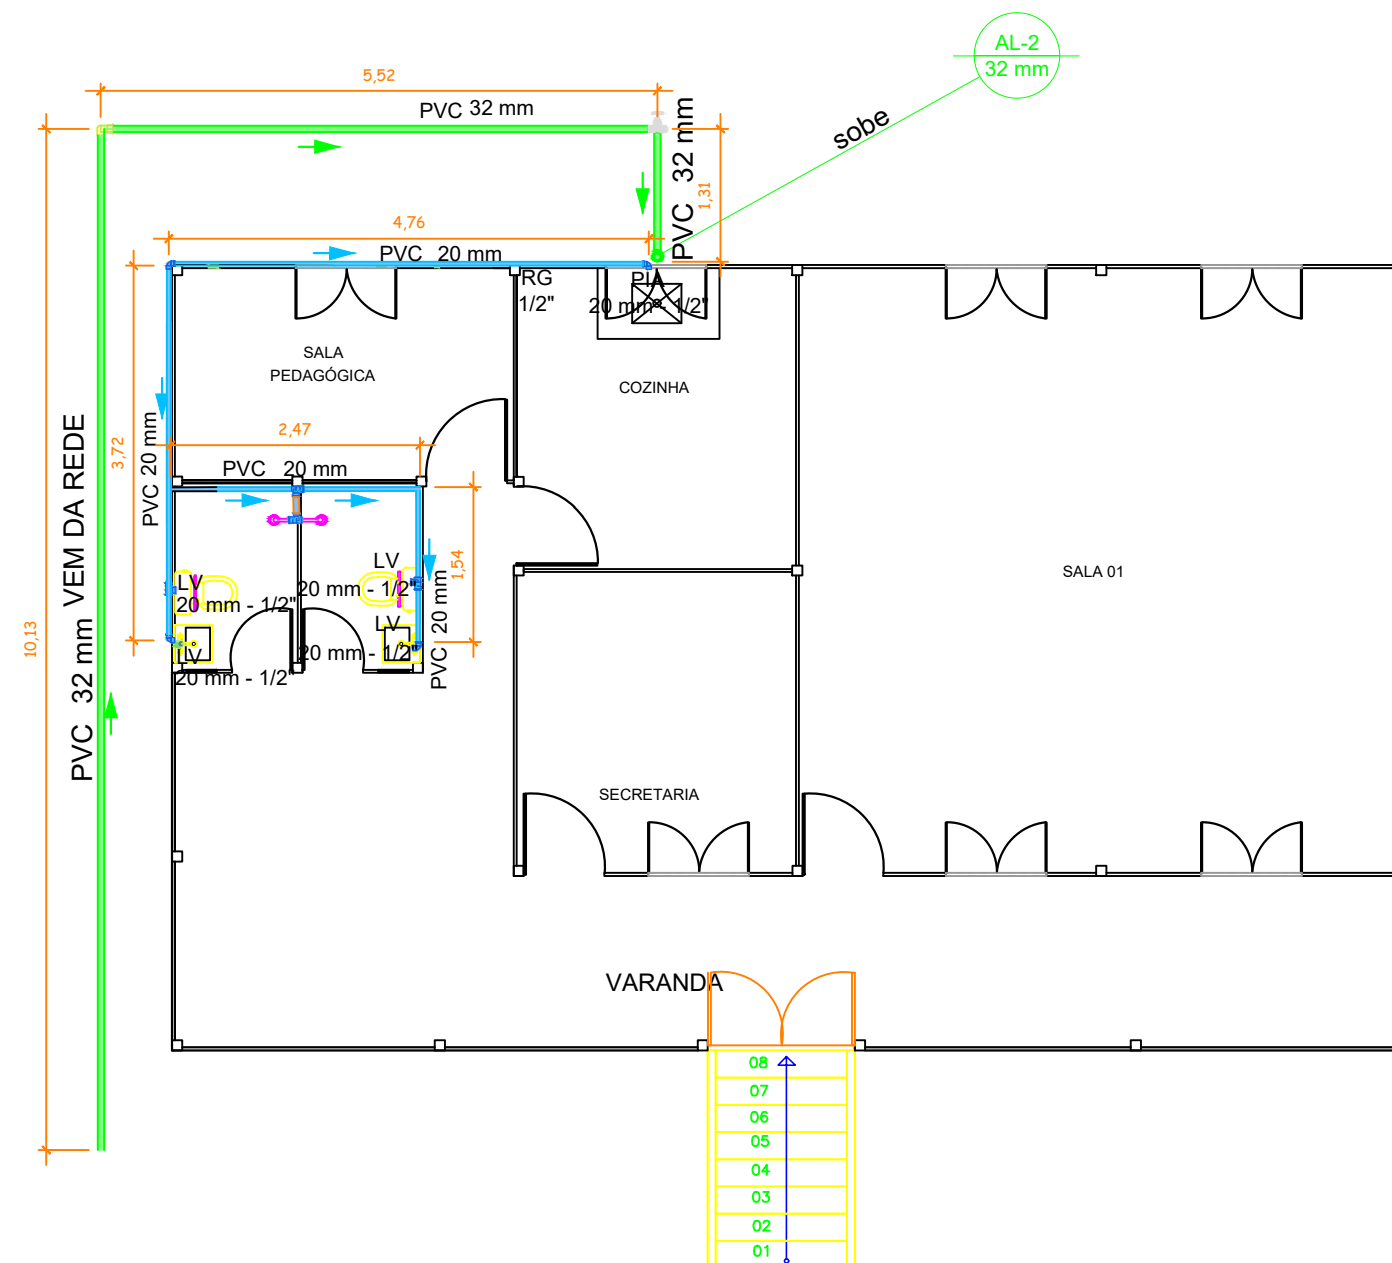 AL-2
32 mm
sobe
5,52
PVC 32 mm
PVC 32 mm
1,31
4,76
PVC 20 mm
RG
1/2"
PIA
20 mm - 1/2"
SALA
PEDAGÓGICA
COZINHA
PVC 32 mm VEM DA REDE
10,13
3,72
PVC 20 mm
2,47
PVC 20 mm
1,54
PVC 20 mm
LV
20 mm - 1/2"
LV
20 mm - 1/2"
LV
20 mm - 1/2"
LV
20 mm - 1/2"
SALA 01
SECRETARIA
VARANDA
08
07
06
05
04
03
02
01